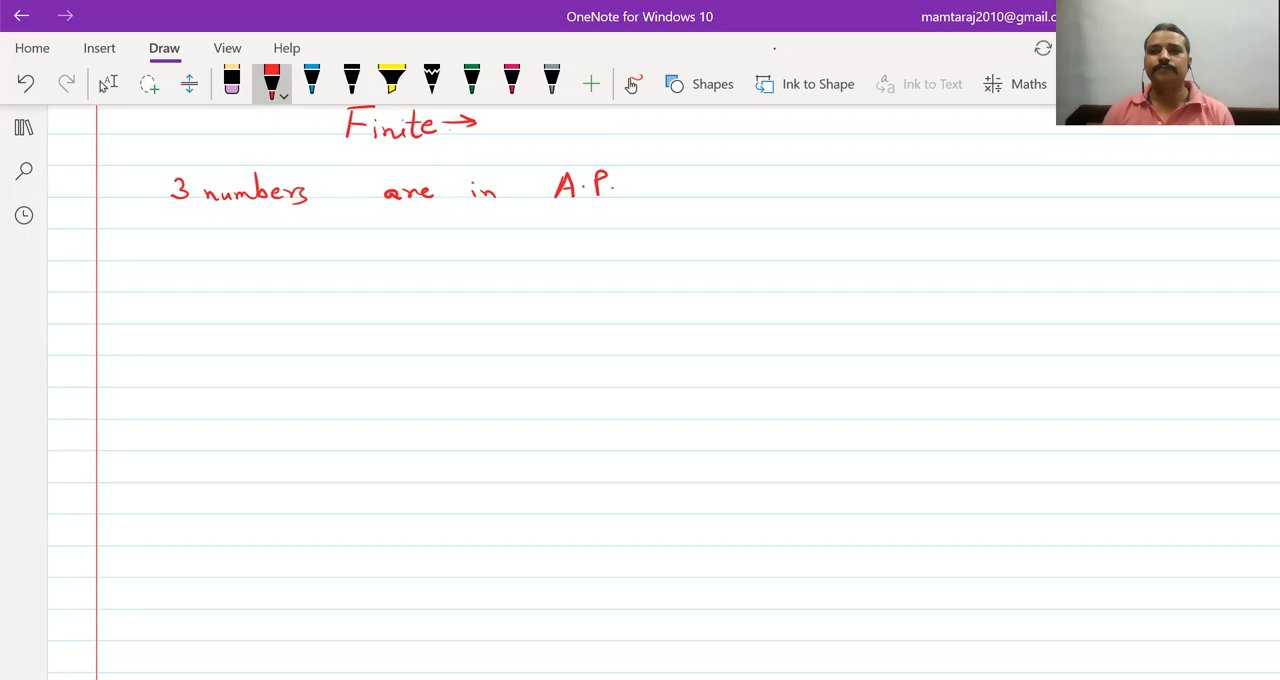 OneNote for Windows 10
mamtaraj2010@gmail.c
Home Insert Draw View Help
Shapes Ink to Shape Ink to Text Maths
Finite →
3 numbers are in A.P.